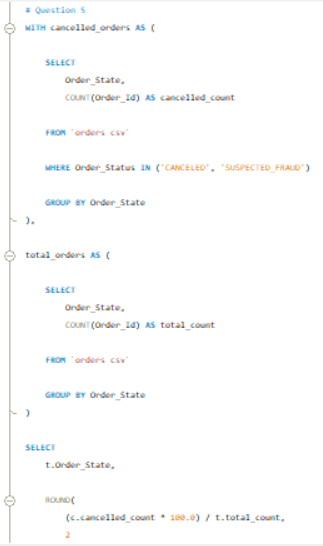 # Question 5
WITH cancelled_orders AS (
SELECT
Order_State,
COUNT(Order_Id) AS cancelled_count
FROM `orders csv`
WHERE Order_Status IN ('CANCELED', 'SUSPECTED_FRAUD')
GROUP BY Order_State
),
total_orders AS (
SELECT
Order_State,
COUNT(Order_Id) AS total_count
FROM `orders csv`
GROUP BY Order_State
)
SELECT
t.Order_State,
ROUND(
(c.cancelled_count * 100.0) / t.total_count,
2